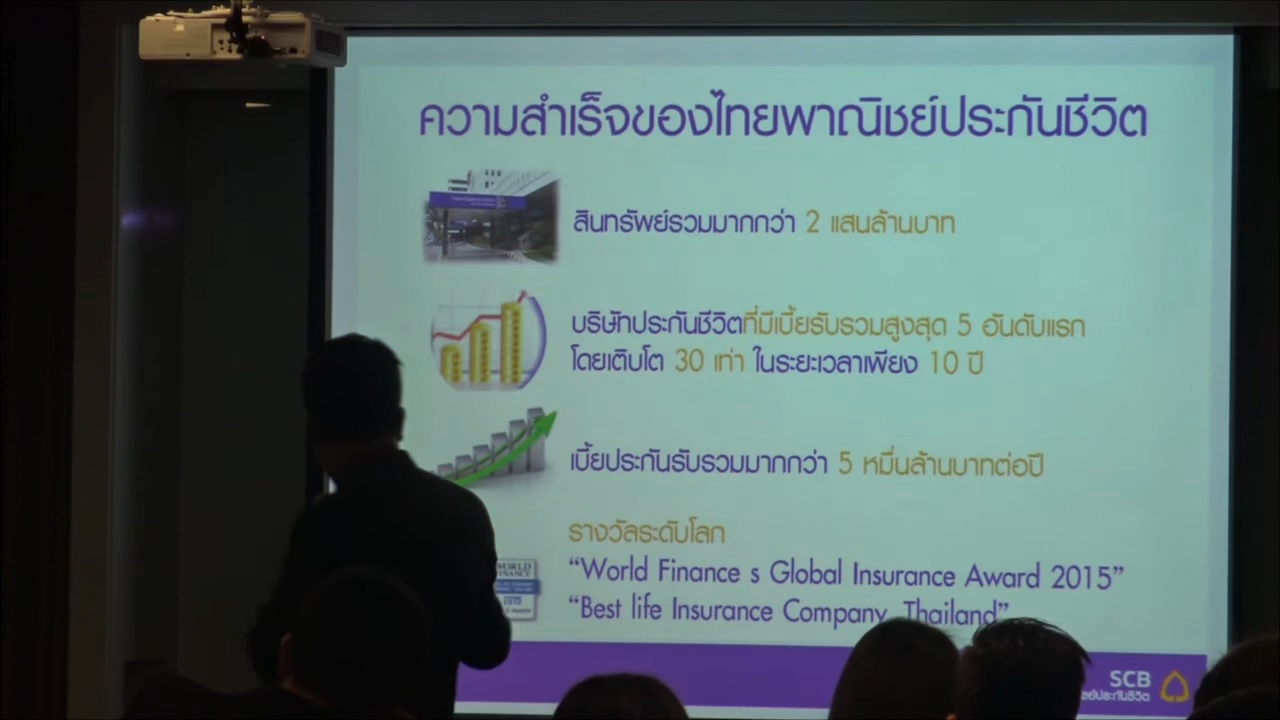 ความสำเร็จของไทยพาณิชย์ประกันชีวิต
สินทรัพย์รวมมากกว่า 2 แสนล้านบาท
บริษัทประกันชีวิตที่มีเบี้ยรับรวมสูงสุด 5 อันดับแรก
โดยเติบโต 30 เท่า ในระยะเวลาเพียง 10 ปี
เบี้ยประกันรับรวมมากกว่า 5 หมื่นล้านบาทต่อปี
รางวัลระดับโลก
WORLD
FINANCE
“World Finance s Global Insurance Award 2015”
“Best life Insurance Company, Thailand”
SCB
ชย์ประกันชีวิต